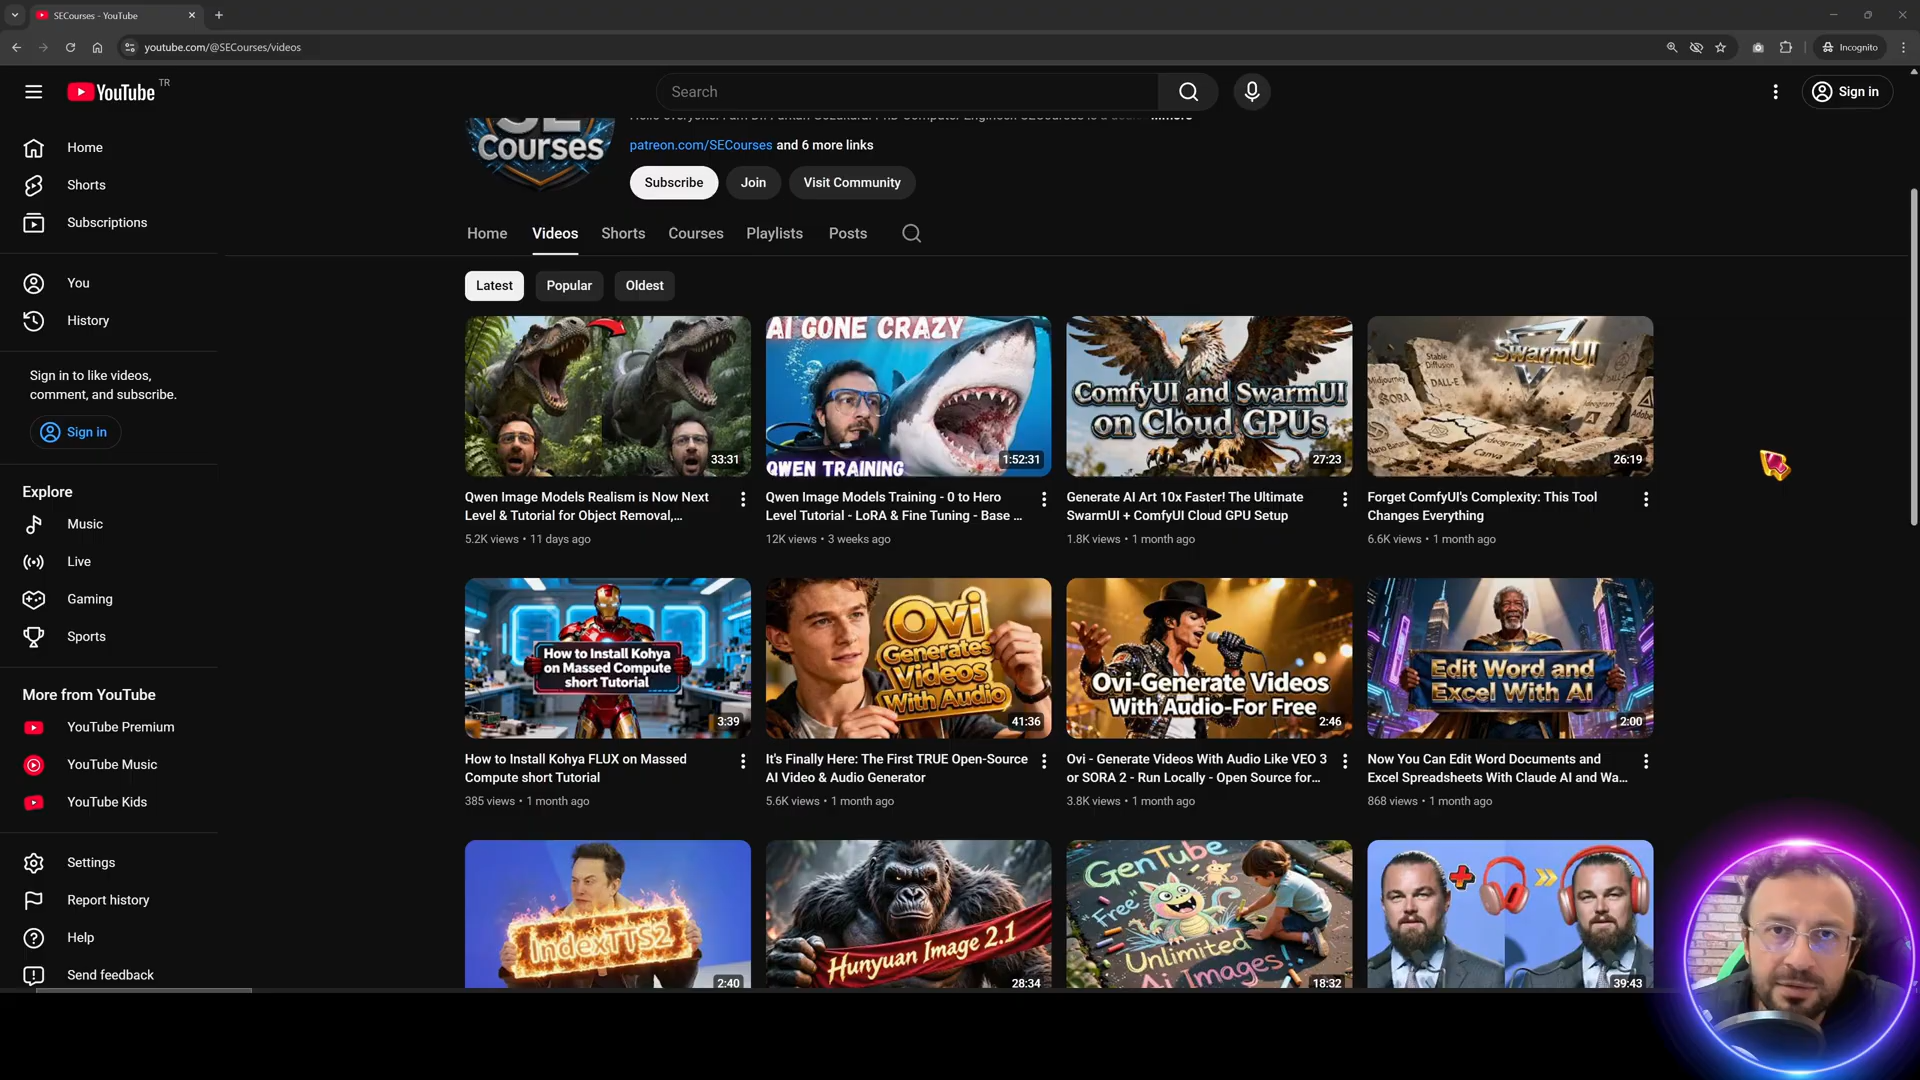 SECourses - YouTube
youtube.com/@SECourses/videos
Incognito
YouTube TR
Search
Sign in
Home
Shorts
Subscriptions
You
History
Sign in to like videos,
comment, and subscribe.
Sign in
Explore
Music
Live
Gaming
Sports
More from YouTube
YouTube Premium
YouTube Music
YouTube Kids
Settings
Report history
Help
Send feedback
SE
Courses
...more
patreon.com/SECourses and 6 more links
Subscribe
Join
Visit Community
Home
Videos
Shorts
Courses
Playlists
Posts
Latest
Popular
Oldest
33:31
Qwen Image Models Realism is Now Next
Level & Tutorial for Object Removal,...
5.2K views • 11 days ago
AI GONE CRAZY
QWEN TRAINING
1:52:31
Qwen Image Models Training - 0 to Hero
Level Tutorial - LoRA & Fine Tuning - Base ...
12K views • 3 weeks ago
ComfyUI and SwarmUI
on Cloud GPUs
27:23
Generate AI Art 10x Faster! The Ultimate
SwarmUI + ComfyUI Cloud GPU Setup
1.8K views • 1 month ago
SwarmUI
Stable
Diffusion
Midjourney
DALL-E
SORA
Ideogram
Adobe
Ideogram
Canva
26:19
Forget ComfyUI's Complexity: This Tool
Changes Everything
6.6K views • 1 month ago
How to Install Kohya
on Massed Compute
short Tutorial
3:39
How to Install Kohya FLUX on Massed
Compute short Tutorial
385 views • 1 month ago
Ovi
Generates
Videos
With Audio
41:36
It's Finally Here: The First TRUE Open-Source
AI Video & Audio Generator
5.6K views • 1 month ago
Ovi-Generate Videos
With Audio-For Free
2:46
Ovi - Generate Videos With Audio Like VEO 3
or SORA 2 - Run Locally - Open Source for...
3.8K views • 1 month ago
Edit Word and
Excel With AI
2:00
Now You Can Edit Word Documents and
Excel Spreadsheets With Claude AI and Wa...
868 views • 1 month ago
IndexTTS2
2:40
Hunyuan Image 2.1
28:34
GenTube
"Free"
Unlimited
Ai Images!
18:32
39:43